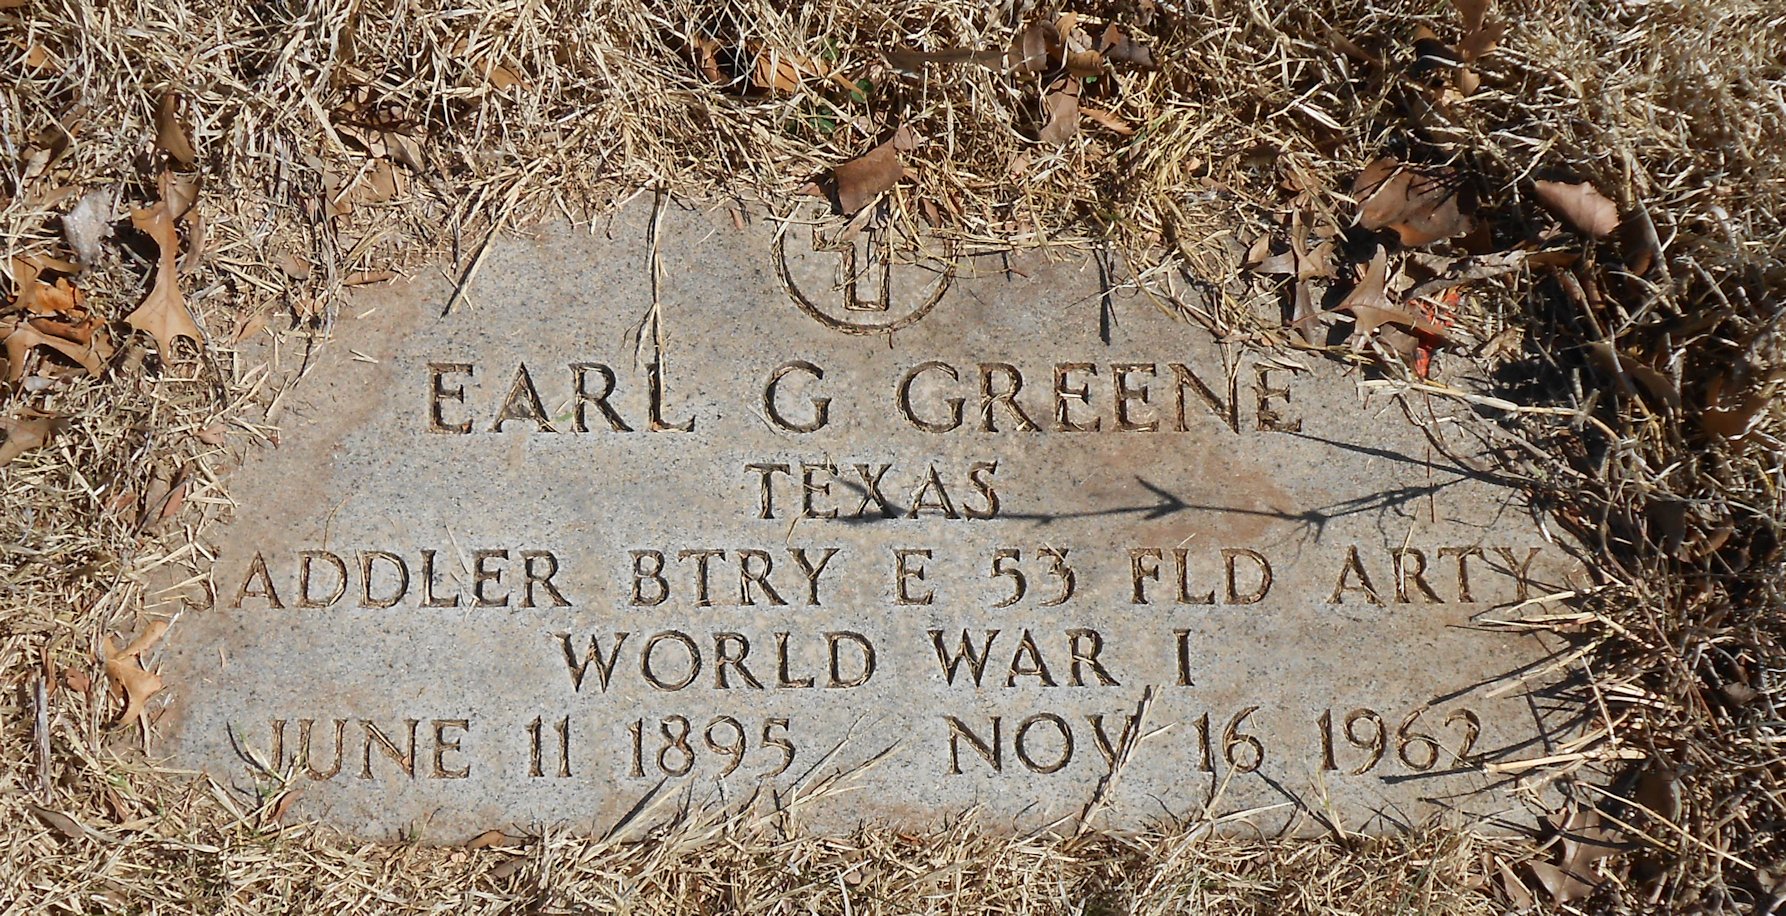 EARL G GREENE
TEXAS
SADDLER BTRY E 53 FLD ARTY
WORLD WAR I
JUNE 11 1895 NOV 16 1962